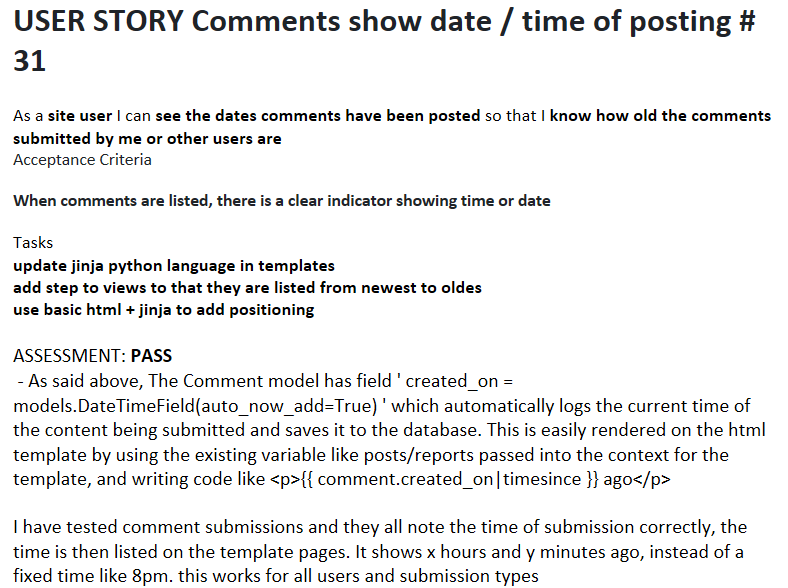 USER STORY Comments show date / time of posting #
31
As a site user I can see the dates comments have been posted so that I know how old the comments
submitted by me or other users are
Acceptance Criteria
When comments are listed, there is a clear indicator showing time or date
Tasks
update jinja python language in templates
add step to views to that they are listed from newest to oldes
use basic html + jinja to add positioning
ASSESSMENT: PASS
- As said above, The Comment model has field ' created_on =
models.DateTimeField(auto_now_add=True) ' which automatically logs the current time of
the content being submitted and saves it to the database. This is easily rendered on the html
template by using the existing variable like posts/reports passed into the context for the
template, and writing code like <p>{{ comment.created_on|timesince }} ago</p>
I have tested comment submissions and they all note the time of submission correctly, the
time is then listed on the template pages. It shows x hours and y minutes ago, instead of a
fixed time like 8pm. this works for all users and submission types